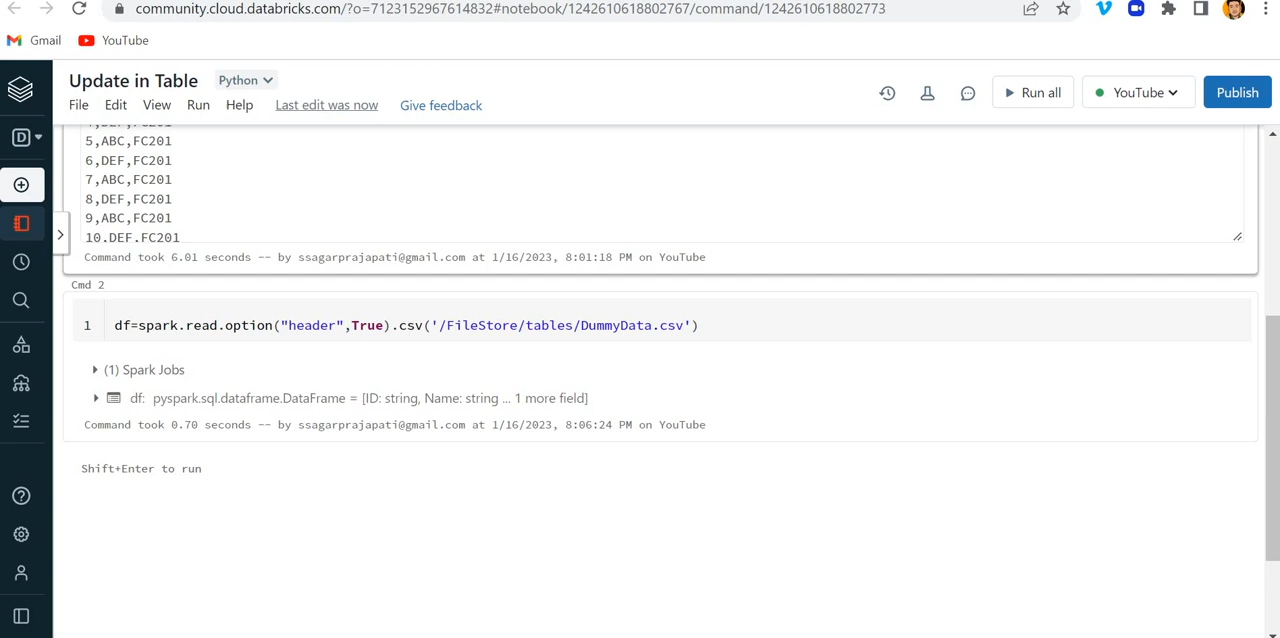 community.cloud.databricks.com/?o=7123152967614832#notebook/1242610618802767/command/1242610618802773
Gmail YouTube
Update in Table Python
File Edit View Run Help Last edit was now Give feedback
Run all YouTube Publish
D
5,ABC,FC201
6,DEF,FC201
7,ABC,FC201
8,DEF,FC201
9,ABC,FC201
10.DEF.FC201
Command took 6.01 seconds -- by ssagarprajapati@gmail.com at 1/16/2023, 8:01:18 PM on YouTube
Cmd 2
1 df=spark.read.option("header",True).csv('/FileStore/tables/DummyData.csv')
(1) Spark Jobs
df: pyspark.sql.dataframe.DataFrame = [ID: string, Name: string ... 1 more field]
Command took 0.70 seconds -- by ssagarprajapati@gmail.com at 1/16/2023, 8:06:24 PM on YouTube
Shift+Enter to run